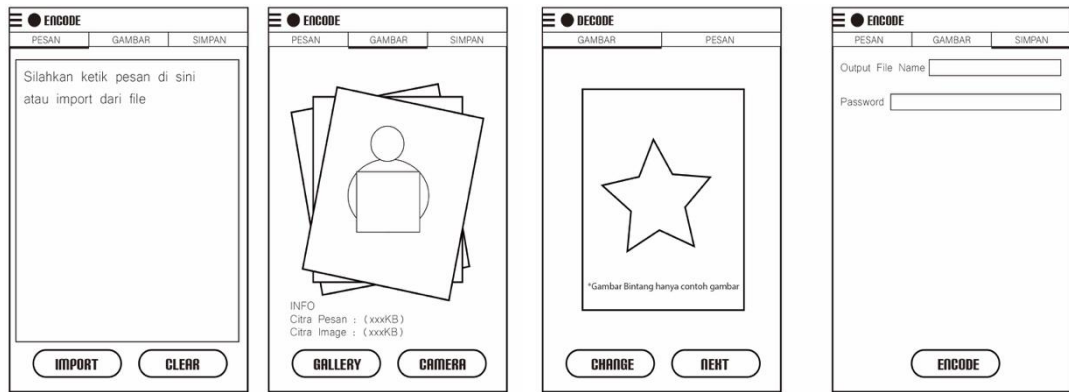 ENCODE
PESAN GAMBAR SIMPAN
Silahkan ketik pesan di sini
atau import dari file
IMPORT CLEAR
ENCODE
PESAN GAMBAR SIMPAN
INFO
Citra Pesan : (xxxKB)
Citra Image : (xxxKB)
GALLERY CAMERA
DECODE
GAMBAR PESAN
*Gambar Bintang hanya contoh gambar
CHANGE NEXT
ENCODE
PESAN GAMBAR SIMPAN
Output File Name
Password
ENCODE